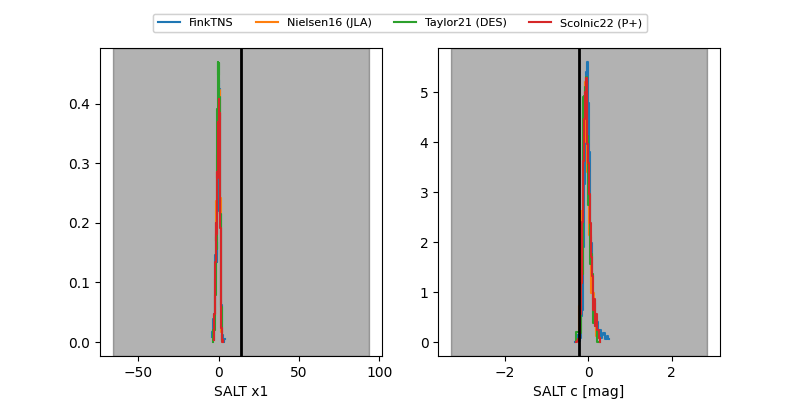 FinkTNS Nielsen16 (JLA) Taylor21 (DES) Scolnic22 (P+)
0.4
0.3
0.2
0.1
0.0
−50 0 50 100
SALT x1
5
4
3
2
1
0
−2 0 2
SALT c [mag]